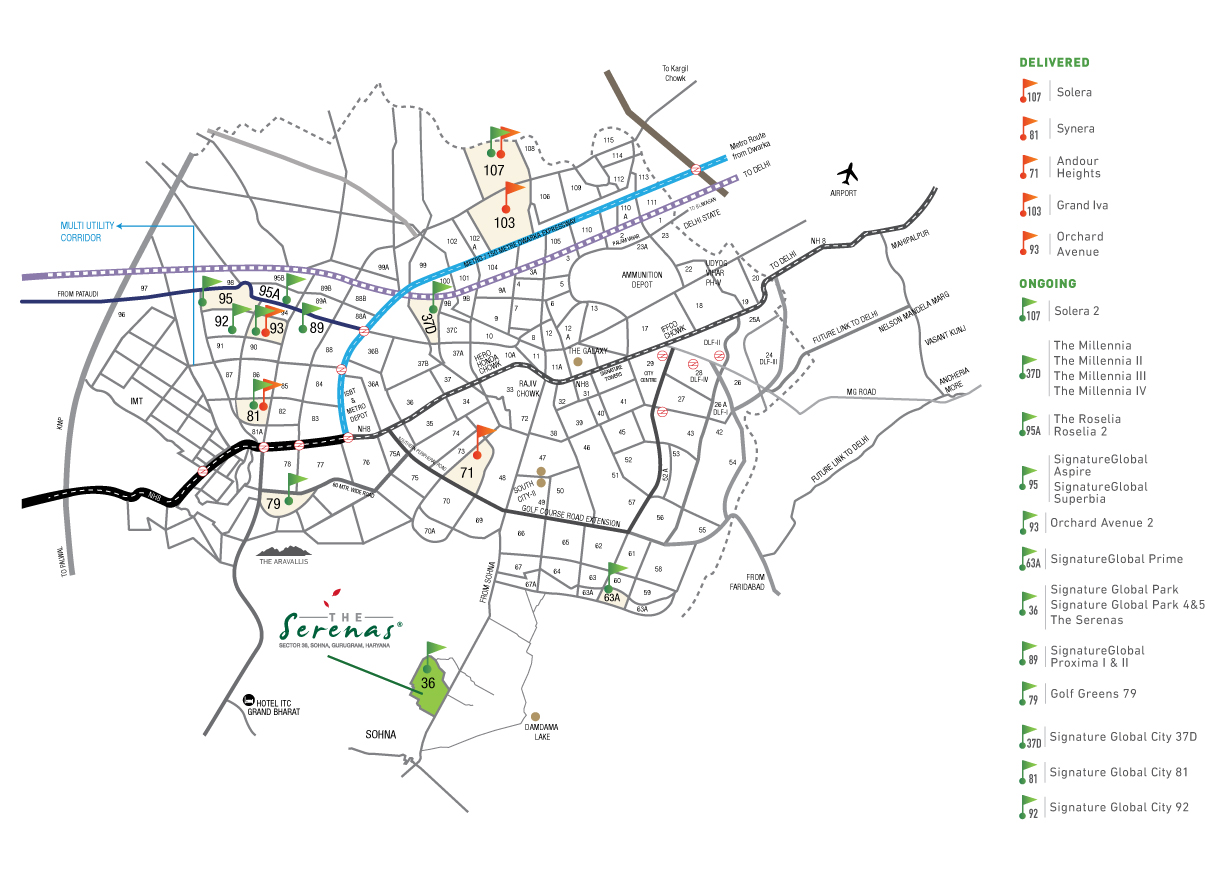 To Kargil
Chowk
Metro Route
from Dwarka
TO DELHI
AIRPORT
MULTI UTILITY
CORRIDOR
107
103
108
115
114
113
109
106
112
110
110
A
111
102
102
A
105
METRO / 150 METRE DWARKA EXPRESSWAY
DELHI STATE
PALAM VIHAR
23A
23
NH 8
TO DELHI
MAHIPALPUR
99A
99
100
101
104
3A
3
4
5
1
2
AMMUNITION
DEPOT
22
UDYOG
VIHAR
PH-V
20
19
18
17
FROM PATAUDI
97
98
95
95A
95B
94
89B
89A
88B
88A
92
93
89
91
90
88
96
37D
9B
9
7
37C
10
10A
8
11
11A
12
12
A
13
IFFCO
CHOWK
25A
24
DLF-III
DLF-II
FUTURE LINK TO DELHI
NELSON MANDELA MARG
VASANT KUNJ
ANDHERIA
MORE
MG ROAD
IMT
87
86
85
84
81
82
83
81A
36B
36A
37B
37A
37
36
HERO
HONDA
CHOWK
THE GALAXY
SIGNATURE
TOWERS
29
CITY
CENTRE
28
DLF-IV
26
26 A
DLF-I
RAJIV
CHOWK
NH8
33
34
35
32
31
30
40
41
27
43
42
39
38
72
ISBT
&
METRO
DEPOT
NH8
KMP
NH8
TO PALWAL
78
77
76
75A
75
74
73
71
70
70A
69
48
47
46
45
52
53
54
52 A
51
50
49
57
56
55
SOUTH
CITY-II
SOUTHERN PERIPHERAL ROAD
60 MTR. WIDE ROAD
79
GOLF COURSE ROAD EXTENSION
FUTURE LINK TO DELHI
66
65
62
61
67
67A
64
63
60
58
59
63A
63A
63A
FROM
FARIDABAD
FROM SOHNA
THE ARAVALLIS
THE
Serenas®
SECTOR 36, SOHNA, GURUGRAM, HARYANA
36
HOTEL ITC
GRAND BHARAT
SOHNA
DAMDAMA
LAKE
DELIVERED
107 Solera
81 Synera
71 Andour
Heights
103 Grand Iva
93 Orchard
Avenue
ONGOING
107 Solera 2
37D The Millennia
The Millennia II
The Millennia III
The Millennia IV
95A The Roselia
Roselia 2
95 SignatureGlobal
Aspire
SignatureGlobal
Superbia
93 Orchard Avenue 2
63A SignatureGlobal Prime
36 Signature Global Park
Signature Global Park 4&5
The Serenas
89 SignatureGlobal
Proxima I & II
79 Golf Greens 79
37D Signature Global City 37D
81 Signature Global City 81
92 Signature Global City 92